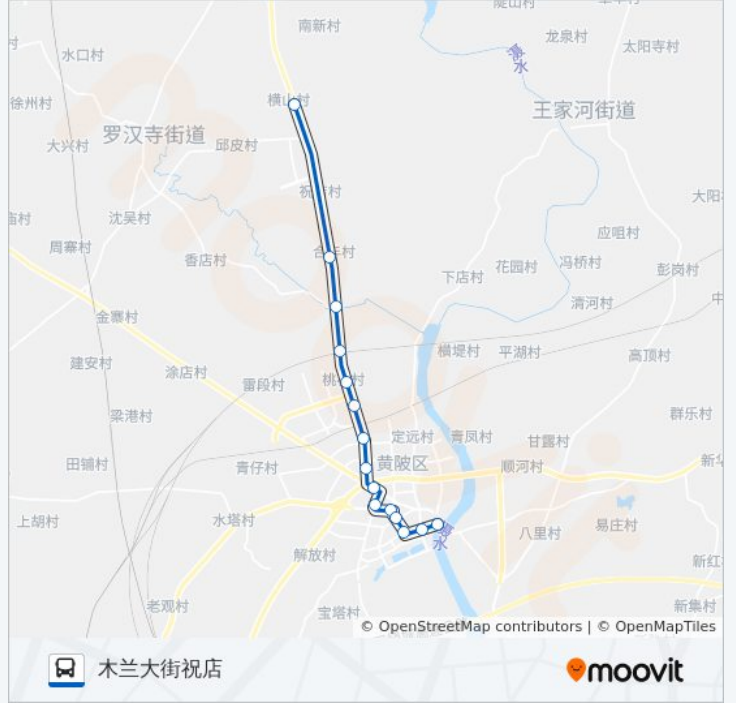 南新村
龙泉村
太阳寺村
水口村
滠水
徐州村
横山村
王家河街道
罗汉寺街道
大兴村
邱皮村
沈吴村
周寨村
应咀村
香店村
下店村
花园村
冯桥村
彭岗村
金寨村
清河村
建安村
涂店村
雷段村
横堤村
平湖村
高顶村
梁港村
群乐村
定远村
青凤村
甘露村
田铺村
青仔村
黄陂区
顺河村
上胡村
水塔村
八里村
易庄村
解放村
老观村
宝塔村
新集村
© OpenStreetMap contributors | © OpenMapTiles
木兰大街祝店
moovit